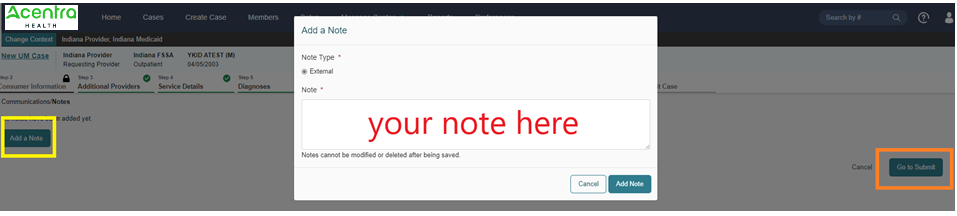 Acentra
HEALTH
Home Cases Create Case Members
Search by #
Change Context Indiana Provider, Indiana Medicaid
New UM Case
Indiana Provider
Requesting Provider
Indiana FSSA
Outpatient
YKID ATEST (M)
04/05/2003
Step 2
Consumer Information
Step 3
Additional Providers
Step 4
Service Details
Step 5
Diagnoses
Case
Communications/Notes
been added yet
Add a Note
Add a Note
Note Type *
External
Note *
your note here
Notes cannot be modified or deleted after being saved.
Cancel Add Note
Cancel Go to Submit